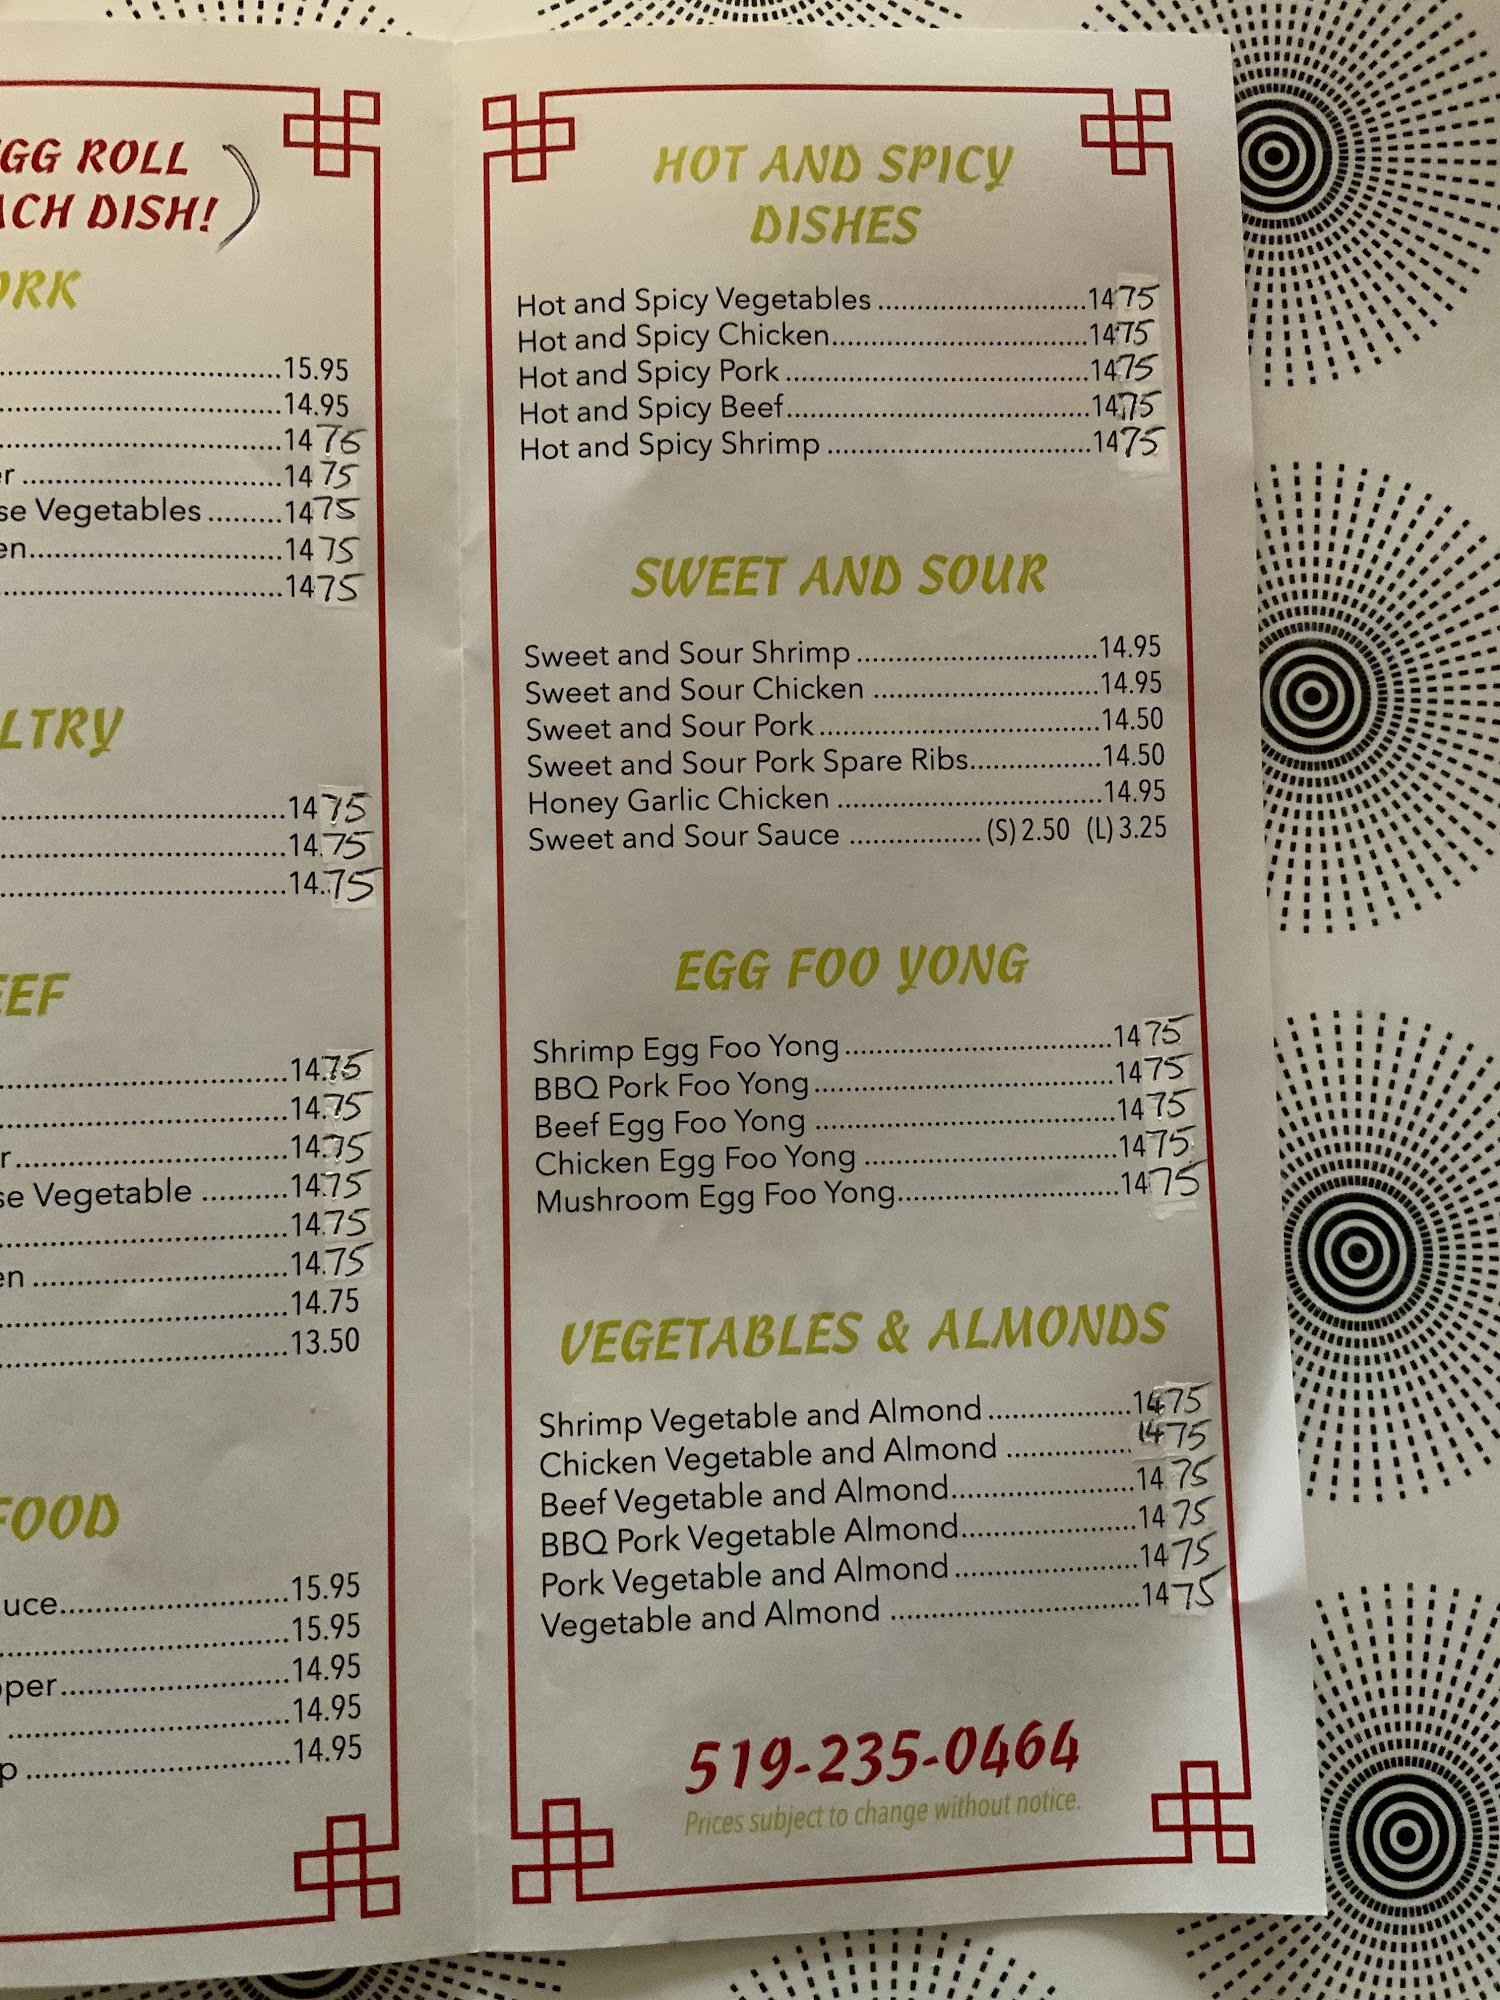 GG ROLL
ACH DISH!
ORK
15.95
14.95
14 75
er 14 75
se Vegetables 14 75
en 14 75
14 75
LTRY
14 75
14.75
14.75
EEF
14.75
14.75
r 14.75
se Vegetable 14.75
14.75
en 14.75
14.75
13.50
FOOD
uce 15.95
15.95
pper 14.95
14.95
p 14.95
HOT AND SPICY
DISHES
Hot and Spicy Vegetables 14 75
Hot and Spicy Chicken 14 75
Hot and Spicy Pork 14 75
Hot and Spicy Beef 14 75
Hot and Spicy Shrimp 14 75
SWEET AND SOUR
Sweet and Sour Shrimp 14.95
Sweet and Sour Chicken 14.95
Sweet and Sour Pork 14.50
Sweet and Sour Pork Spare Ribs 14.50
Honey Garlic Chicken 14.95
Sweet and Sour Sauce (S) 2.50 (L) 3.25
EGG FOO YONG
Shrimp Egg Foo Yong 14 75
BBQ Pork Foo Yong 14 75
Beef Egg Foo Yong 14 75
Chicken Egg Foo Yong 14 75
Mushroom Egg Foo Yong 14 75
VEGETABLES & ALMONDS
Shrimp Vegetable and Almond 14 75
Chicken Vegetable and Almond 14 75
Beef Vegetable and Almond 14 75
BBQ Pork Vegetable Almond 14 75
Pork Vegetable and Almond 14 75
Vegetable and Almond 14 75
519-235-0464
Prices subject to change without notice.